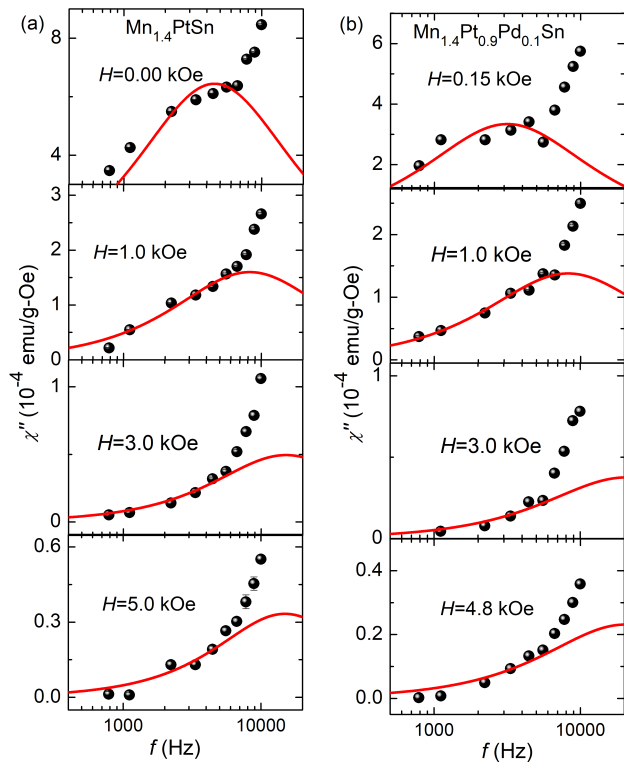 (a)
Mn₁.₄PtSn
H=0.00 kOe
8
4
H=1.0 kOe
3
2
1
0
H=3.0 kOe
1
0
H=5.0 kOe
0.6
0.3
0.0
χ″ (10⁻⁴ emu/g-Oe)
1000
10000
f (Hz)
(b)
Mn₁.₄Pt₀.₉Pd₀.₁Sn
H=0.15 kOe
6
4
2
H=1.0 kOe
2
1
0
H=3.0 kOe
1
0
H=4.8 kOe
0.4
0.2
0.0
χ″ (10⁻⁴ emu/g-Oe)
1000
10000
f (Hz)